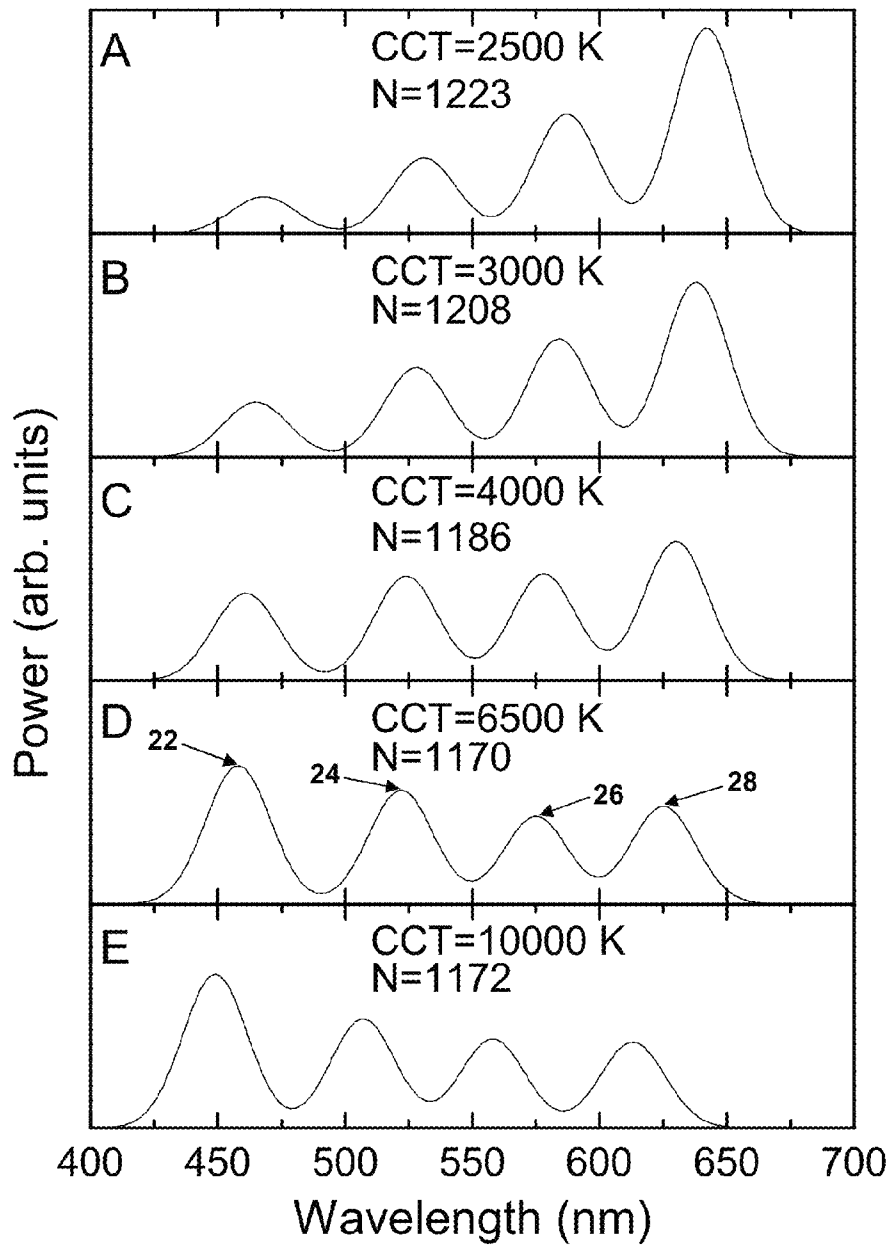 A
CCT=2500 K
N=1223
B
CCT=3000 K
N=1208
C
CCT=4000 K
N=1186
D
CCT=6500 K
N=1170
22
24
26
28
E
CCT=10000 K
N=1172
Power (arb. units)
400 450 500 550 600 650 700
Wavelength (nm)